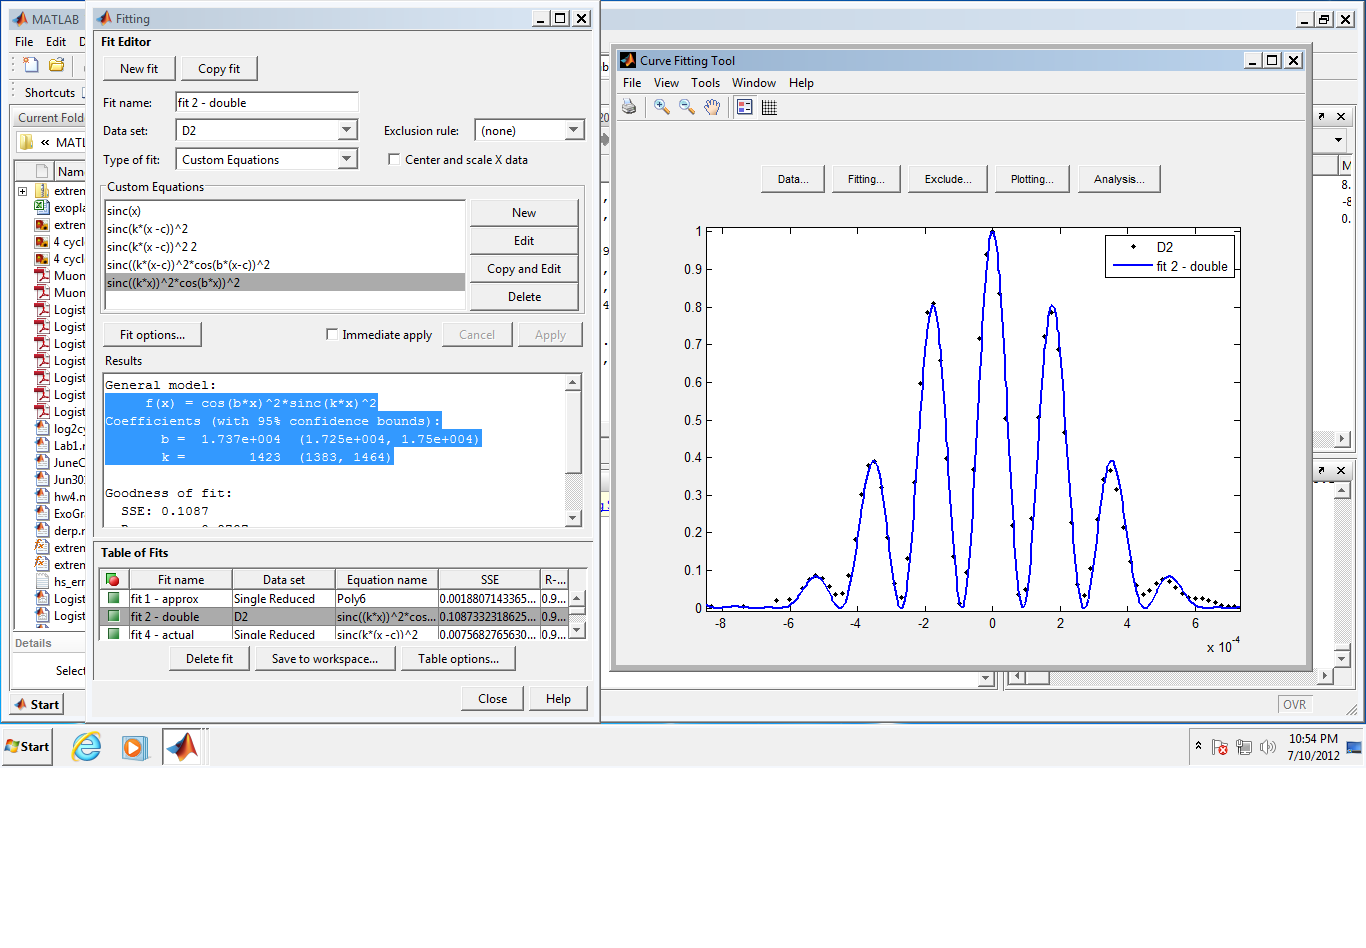 MATLAB
File Edit D
Shortcuts
Current Fold
« MATL
Name
extren
exopla
extren
4 cycl
4 cycl
Muon
Muon
Logist
Logist
Logist
Logist
Logist
Logist
Logist
log2cy
Lab1.n
JuneC
Jun30
hw4.n
ExoGr
derp.r
extren
extren
hs_err
Logist
Logist
Details
Selec
Start
Fitting
Fit Editor
New fit Copy fit
Fit name: fit 2 - double
Data set: D2 Exclusion rule: (none)
Type of fit: Custom Equations Center and scale X data
Custom Equations
sinc(x)
sinc(k*(x -c))^2
sinc(k*(x -c))^2 2
sinc((k*(x-c))^2*cos(b*(x-c))^2
sinc((k*x))^2*cos(b*x))^2
New
Edit
Copy and Edit
Delete
Fit options... Immediate apply Cancel Apply
Results
General model:
f(x) = cos(b*x)^2*sinc(k*x)^2
Coefficients (with 95% confidence bounds):
b = 1.737e+004 (1.725e+004, 1.75e+004)
k = 1423 (1383, 1464)
Goodness of fit:
SSE: 0.1087
Table of Fits
Fit name Data set Equation name SSE R-...
fit 1 - approx Single Reduced Poly6 0.0018807143365... 0.9...
fit 2 - double D2 sinc((k*x))^2*cos... 0.1087332318625... 0.9...
fit 4 - actual Single Reduced sinc(k*(x -c))^2 0.0075682765630... 0.9...
Delete fit Save to workspace... Table options...
Close Help
Curve Fitting Tool
File View Tools Window Help
Data... Fitting... Exclude... Plotting... Analysis...
D2
fit 2 - double
1
0.9
0.8
0.7
0.6
0.5
0.4
0.3
0.2
0.1
0
-8 -6 -4 -2 0 2 4 6
x 10^-4
M
8.
-8
0.
OVR
Start
10:54 PM
7/10/2012